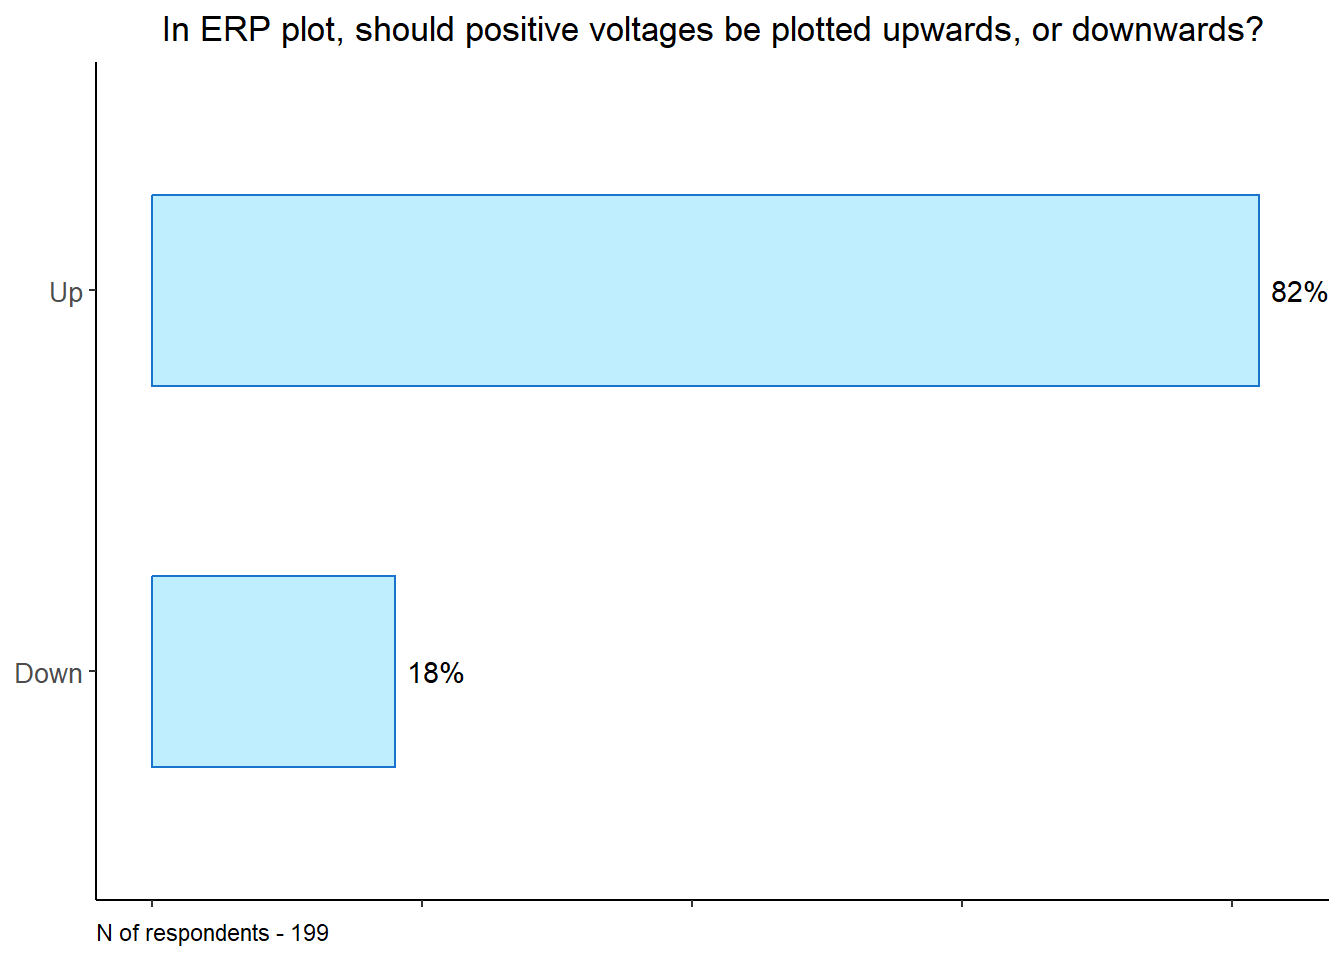 In ERP plot, should positive voltages be plotted upwards, or downwards?
Up
82%
Down
18%
N of respondents - 199